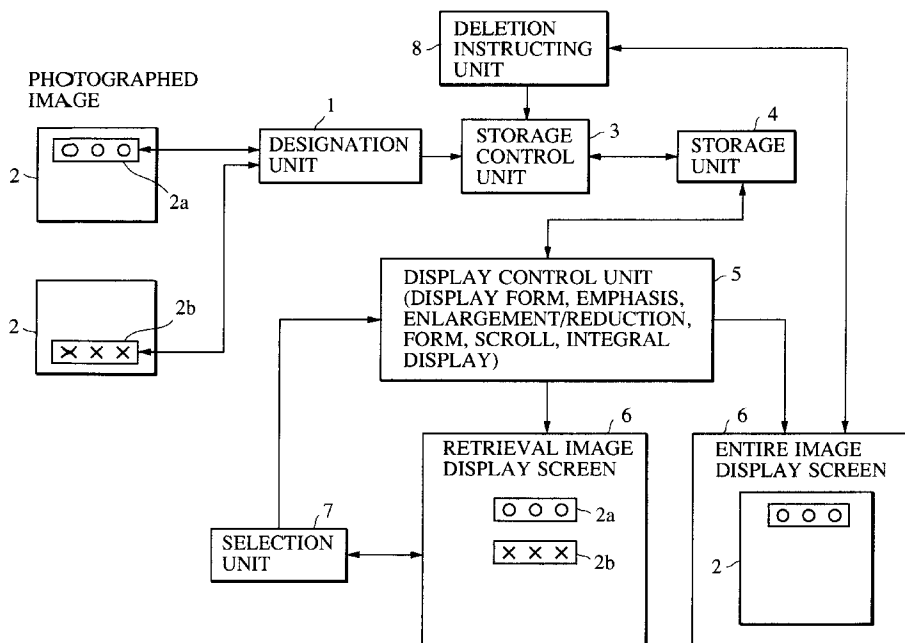 DELETION
INSTRUCTING
UNIT
8
PHOTOGRAPHED
IMAGE
1
DESIGNATION
UNIT
STORAGE
CONTROL
UNIT
3
4
STORAGE
UNIT
2
2a
2
2b
DISPLAY CONTROL UNIT
(DISPLAY FORM, EMPHASIS,
ENLARGEMENT/REDUCTION,
FORM, SCROLL, INTEGRAL
DISPLAY)
5
6
RETRIEVAL IMAGE
DISPLAY SCREEN
2a
2b
7
SELECTION
UNIT
6
ENTIRE IMAGE
DISPLAY SCREEN
2